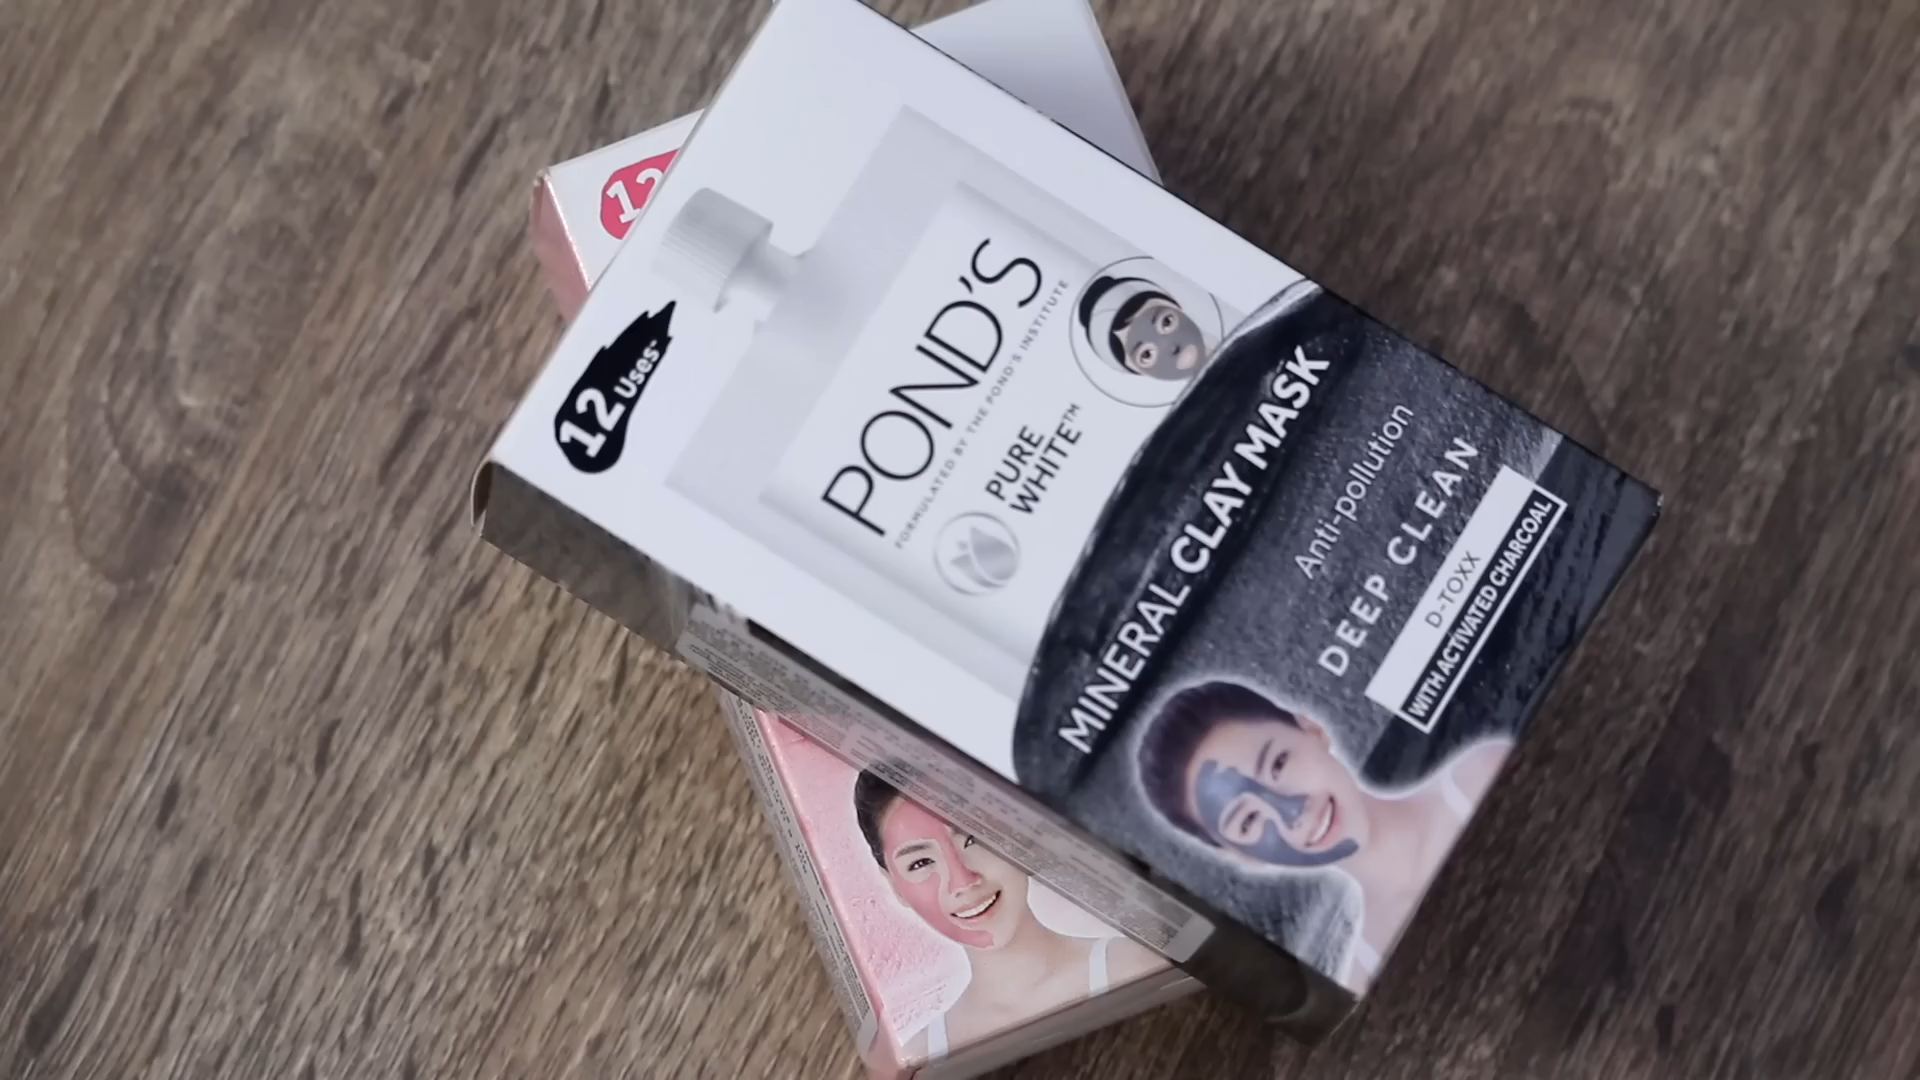 12
12 Uses*
POND'S
FORMULATED BY THE POND'S INSTITUTE
PURE
WHITE™
MINERAL CLAY MASK
Anti-pollution
DEEP CLEAN
D-TOXX
WITH ACTIVATED CHARCOAL